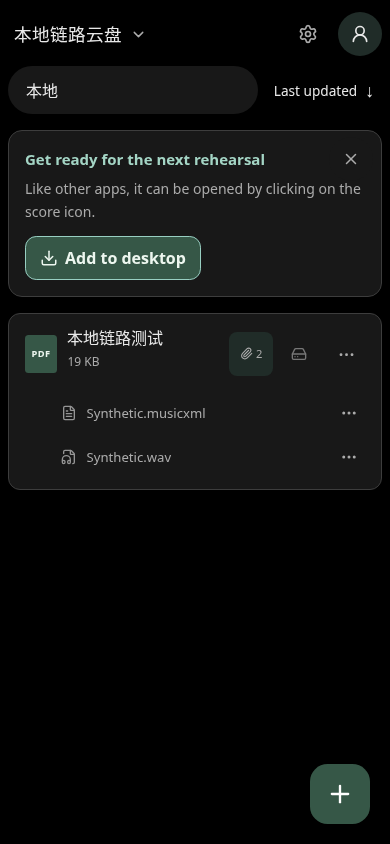 本地链路云盘
本地
Last updated ↓
Get ready for the next rehearsal
Like other apps, it can be opened by clicking on the
score icon.
Add to desktop
PDF
本地链路测试
19 KB
2
Synthetic.musicxml
Synthetic.wav